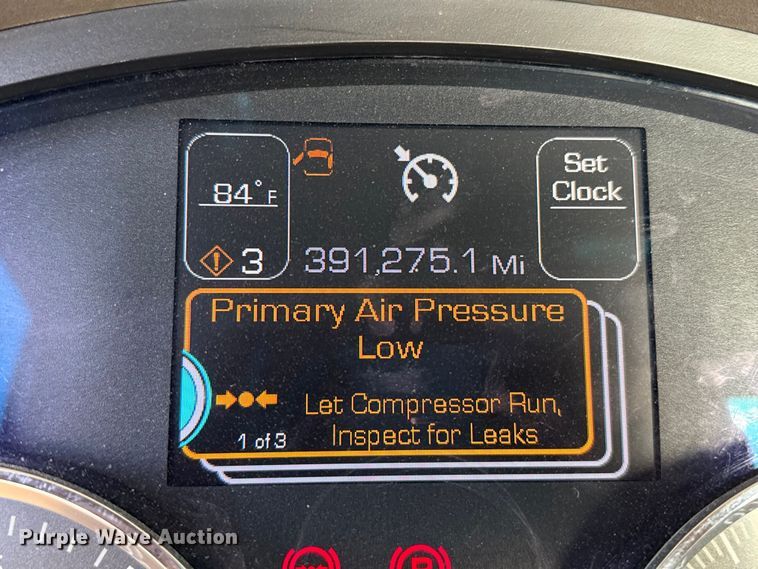 84°F
Set
Clock
3
391,275.1 Mi
Primary Air Pressure
Low
Let Compressor Run,
Inspect for Leaks
1 of 3
Purple Wave Auction
P